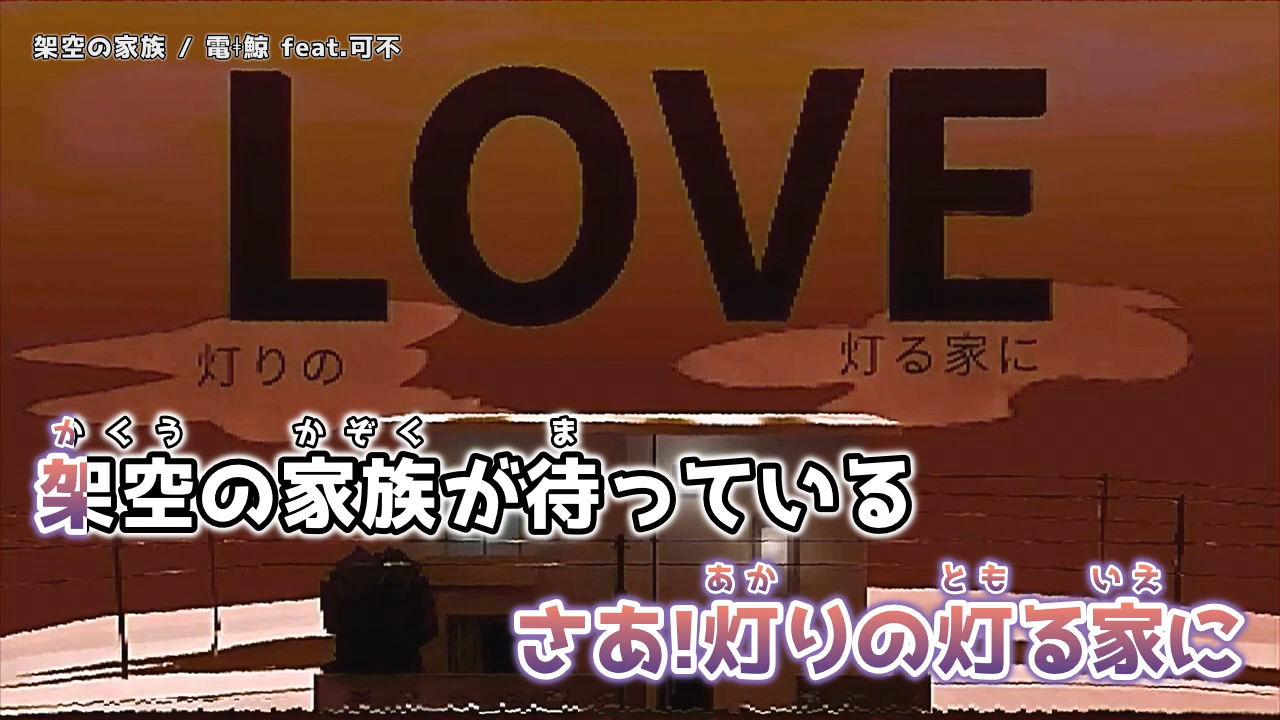 架空の家族 / 電†鯨 feat.可不
LOVE
灯りの
灯る家に
かくう かぞく ま
架空の家族が待っている
あか とも いえ
さあ!灯りの灯る家に